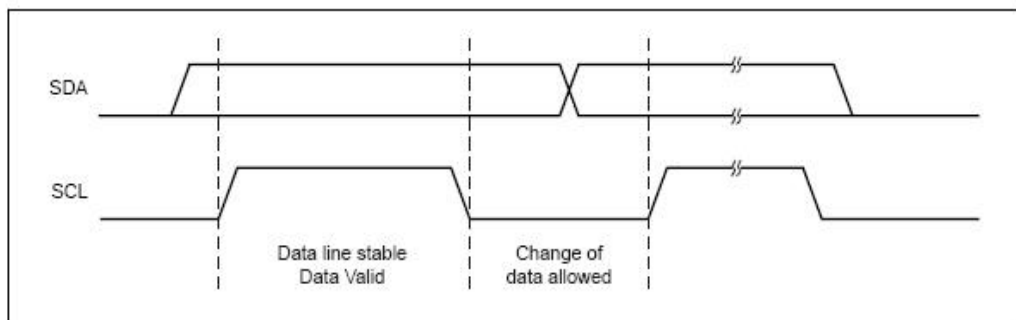 SDA
SCL
Data line stable
Data Valid
Change of
data allowed